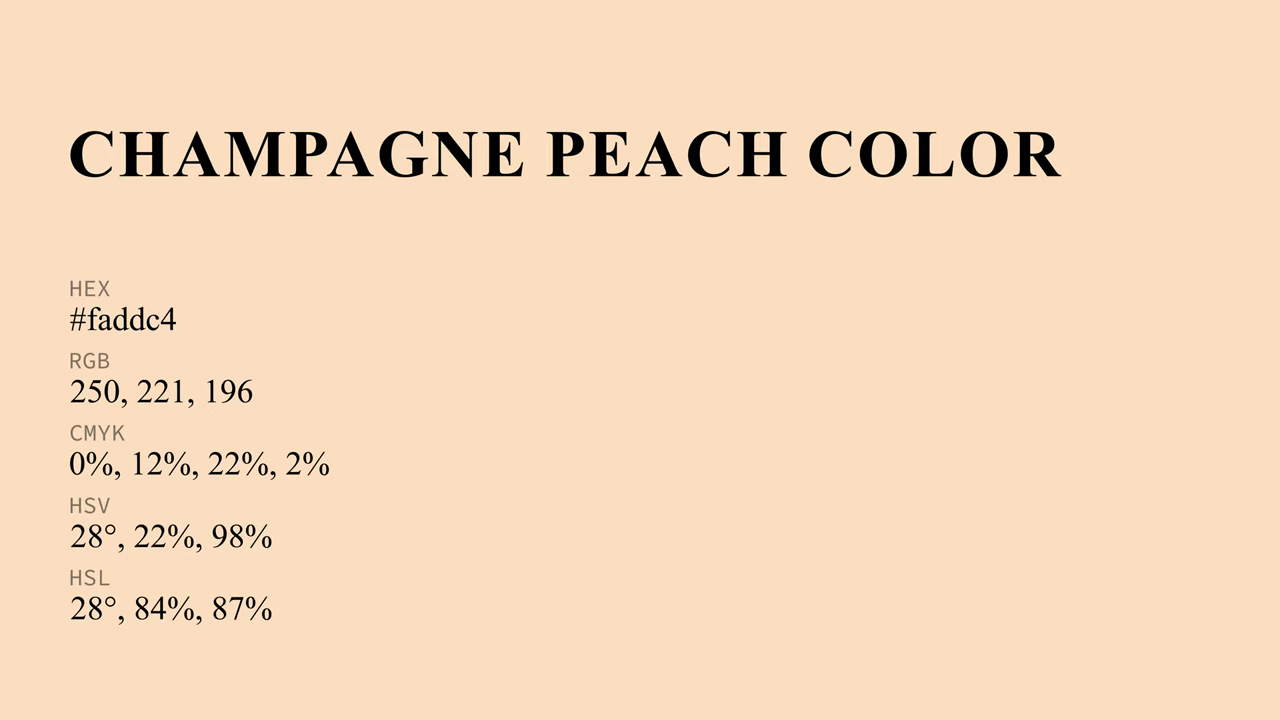 CHAMPAGNE PEACH COLOR
HEX
#faddc4
RGB
250, 221, 196
CMYK
0%, 12%, 22%, 2%
HSV
28°, 22%, 98%
HSL
28°, 84%, 87%